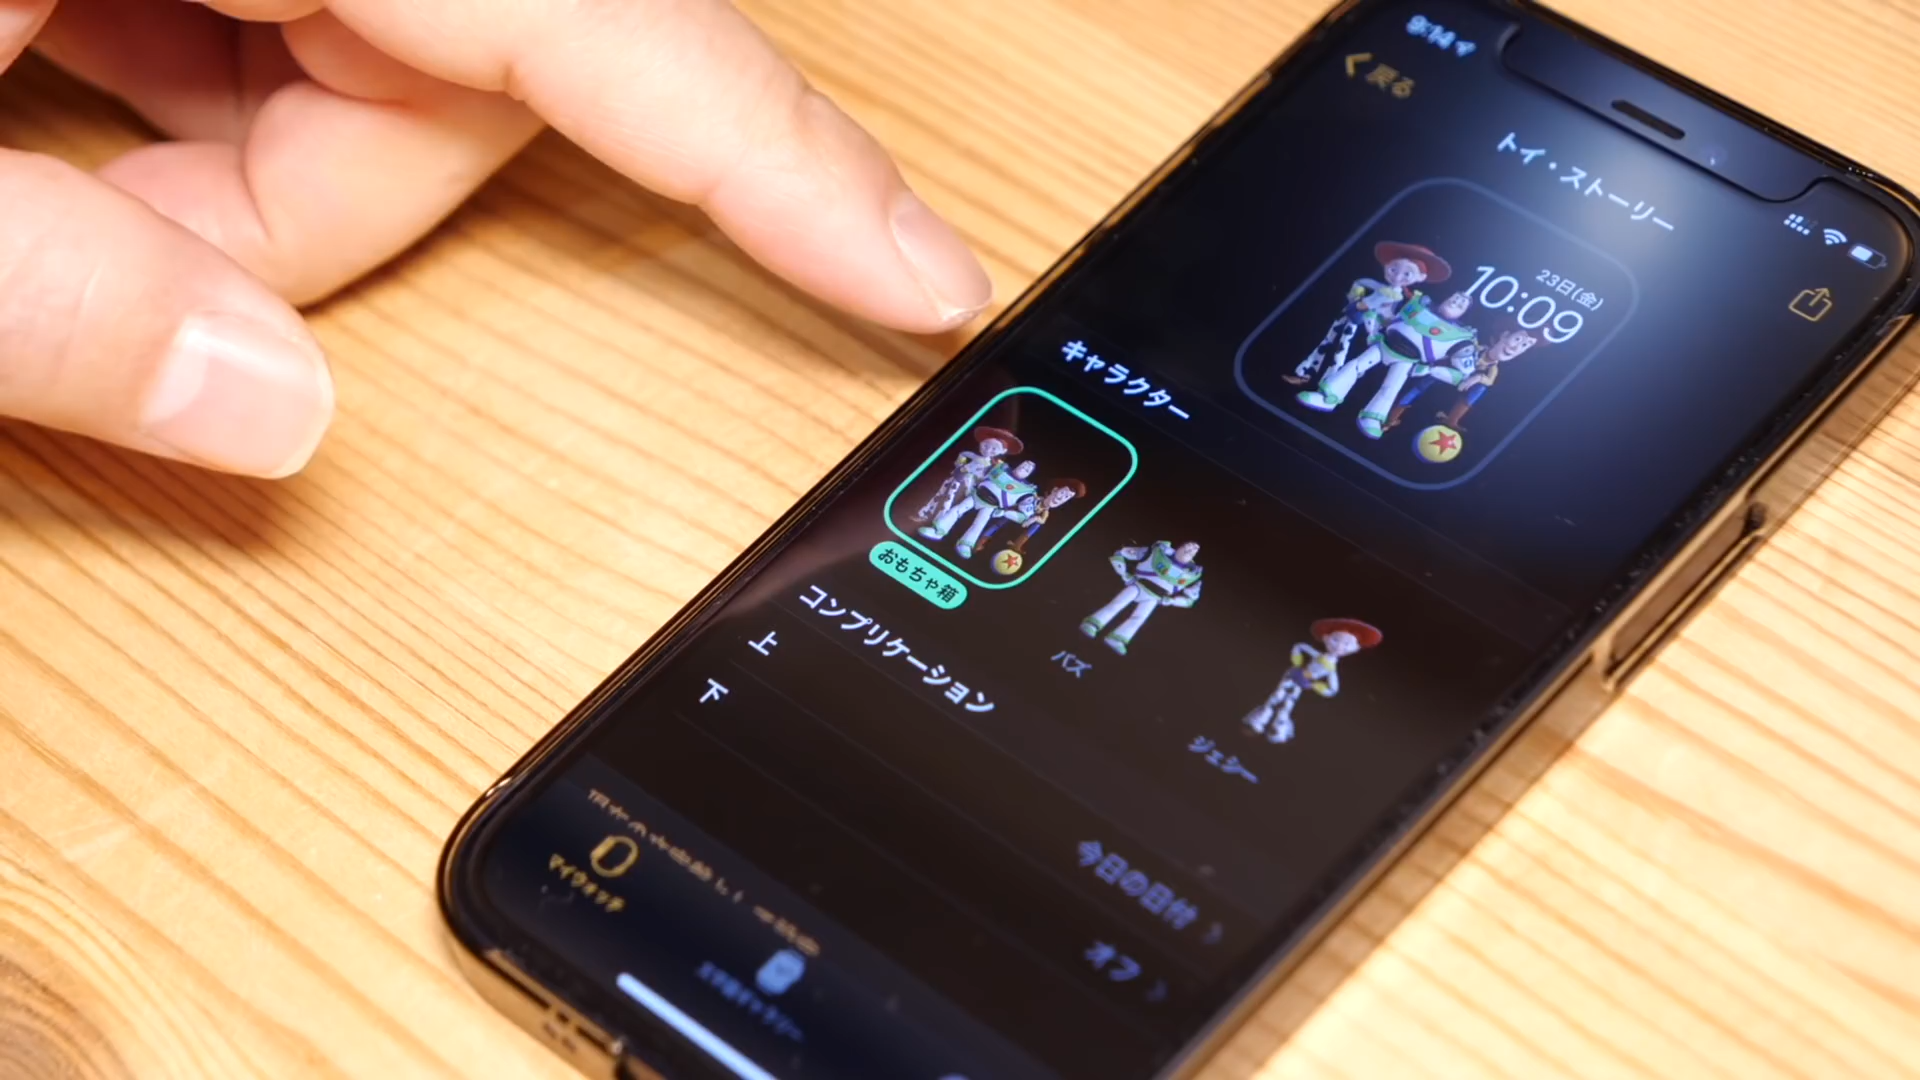 9:14
戻る
トイ・ストーリー
23日(金)
10:09
キャラクター
おもちゃ箱
バズ
ジェシー
コンプリケーション
上
今日の日付
下
オフ
マイウォッチ